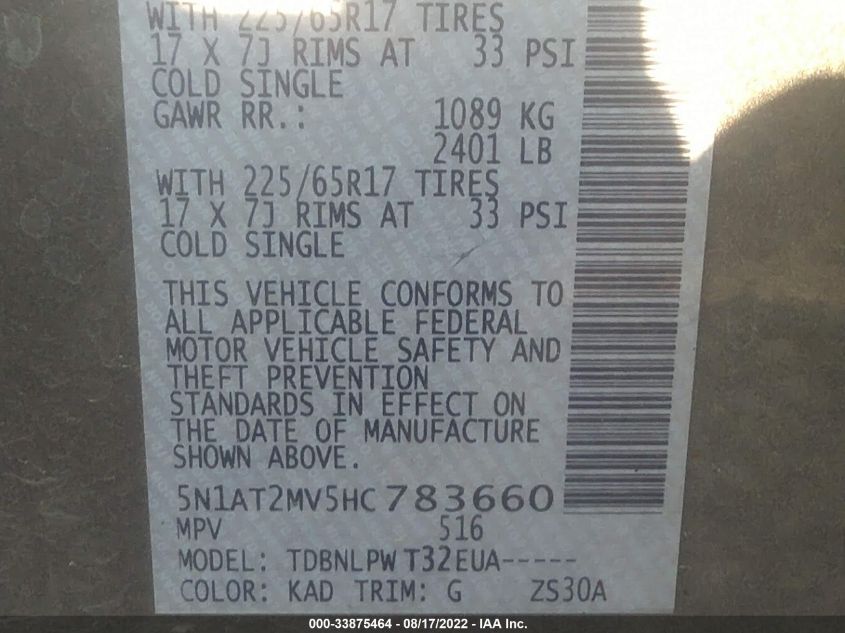 WITH 225/65R17 TIRES
17 X 7J RIMS AT 33 PSI
COLD SINGLE
GAWR RR.: 1089 KG
2401 LB
WITH 225/65R17 TIRES
17 X 7J RIMS AT 33 PSI
COLD SINGLE
THIS VEHICLE CONFORMS TO
ALL APPLICABLE FEDERAL
MOTOR VEHICLE SAFETY AND
THEFT PREVENTION
STANDARDS IN EFFECT ON
THE DATE OF MANUFACTURE
SHOWN ABOVE.
5N1AT2MV5HC783660
MPV 516
MODEL: TDBNLPW T32EUA-----
COLOR: KAD TRIM: G ZS30A
000-33875464 - 08/17/2022 - IAA Inc.